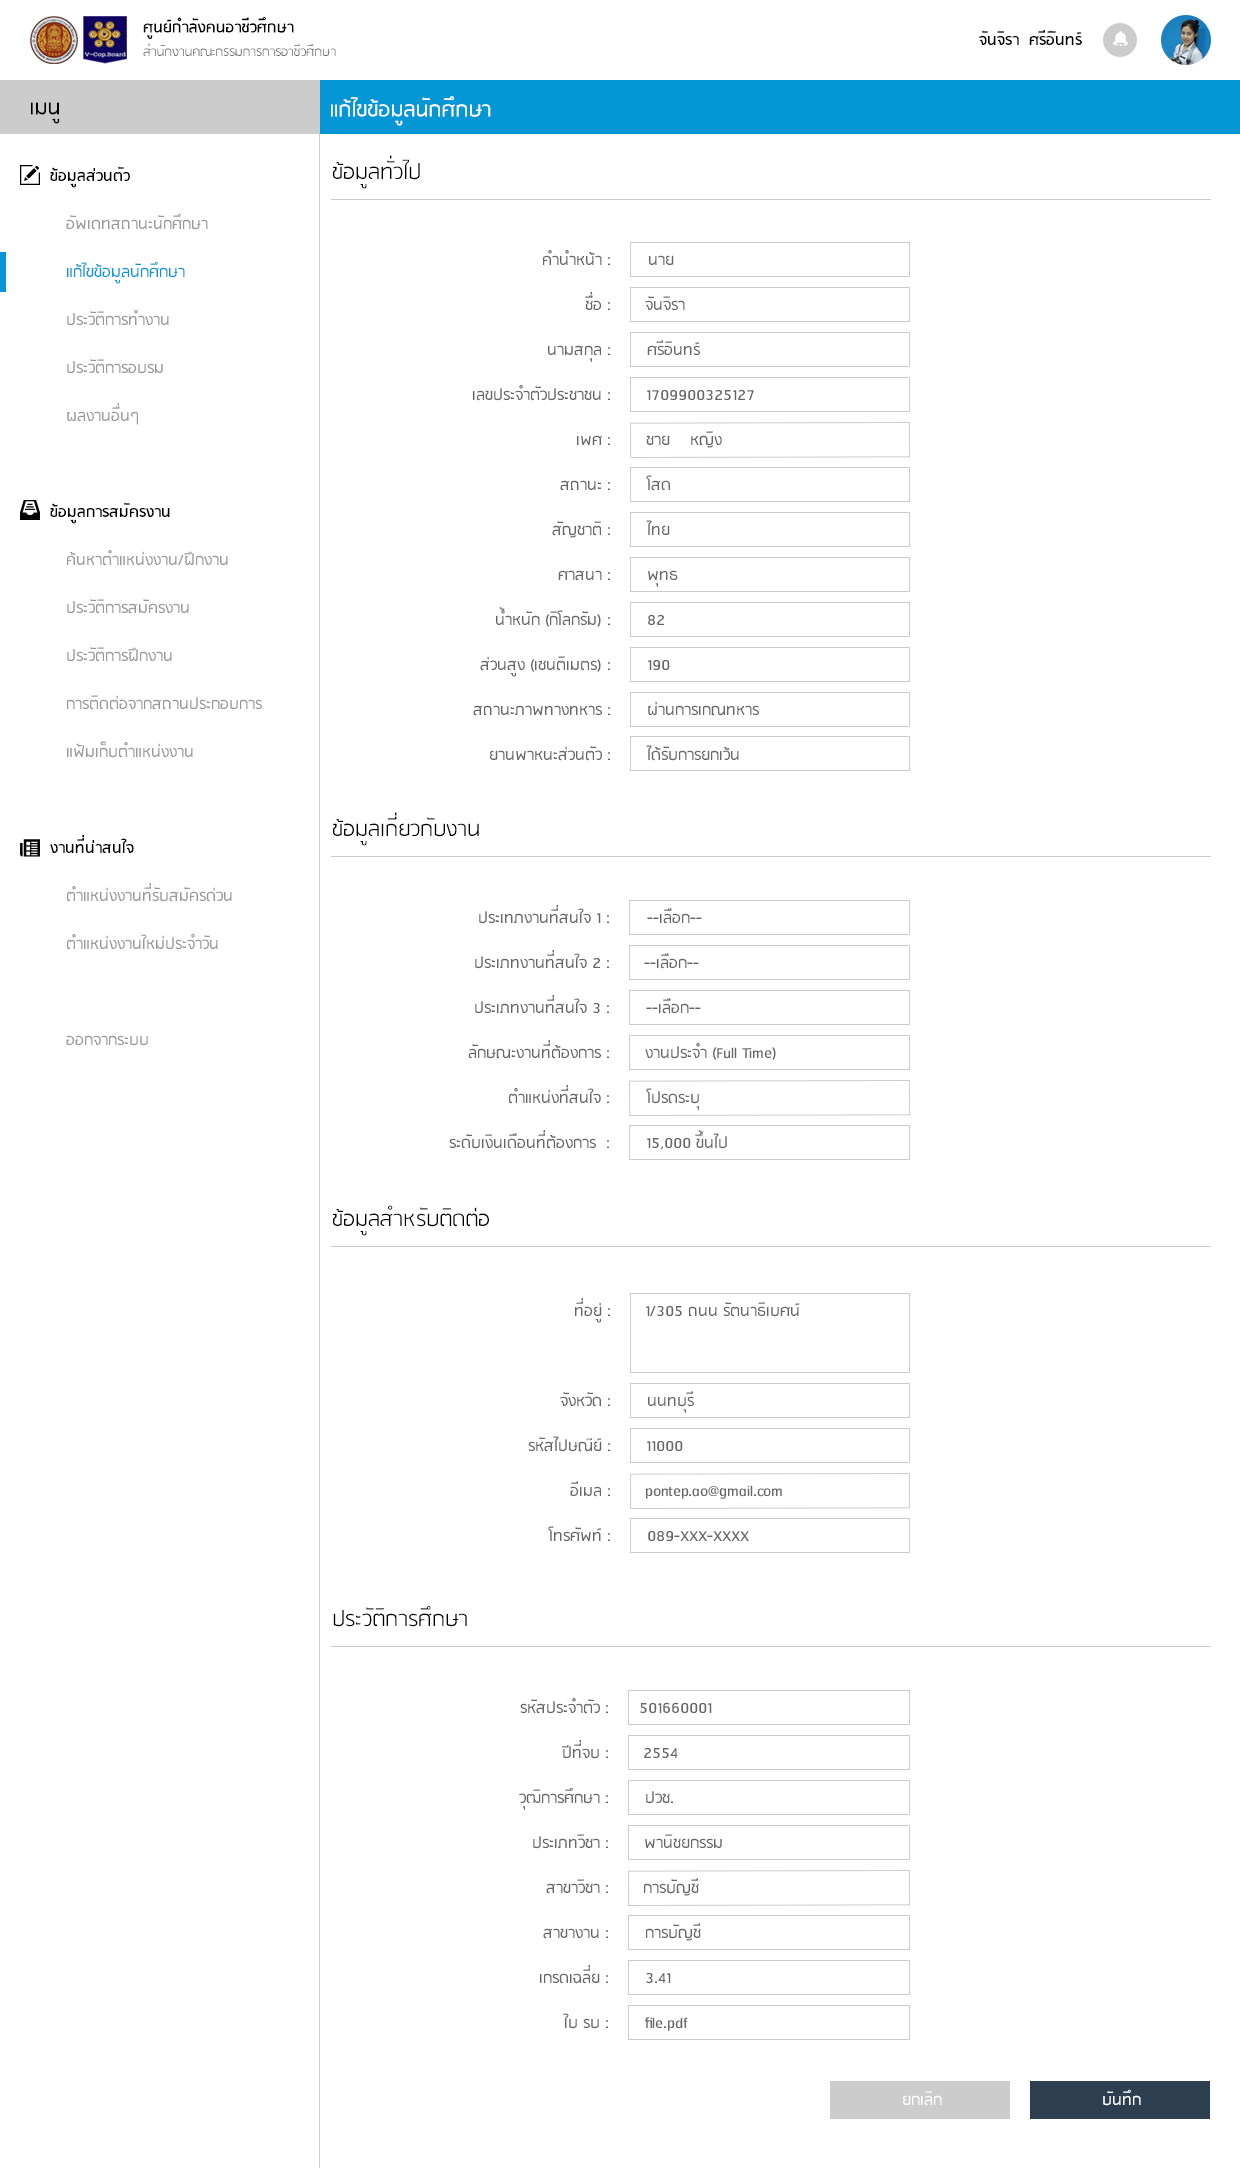 ศูนย์กำลังคนอาชีวศึกษา
สำนักงานคณะกรรมการการอาชีวศึกษา
V-Cop.Board
จันจิรา ศรีอินทร์
เมนู
แก้ไขข้อมูลนักศึกษา
ข้อมูลส่วนตัว
อัพเดทสถานะนักศึกษา
แก้ไขข้อมูลนักศึกษา
ประวัติการทำงาน
ประวัติการอบรม
ผลงานอื่นๆ
ข้อมูลการสมัครงาน
ค้นหาตำแหน่งงาน/ฝึกงาน
ประวัติการสมัครงาน
ประวัติการฝึกงาน
การติดต่อจากสถานประกอบการ
แฟ้มเก็บตำแหน่งงาน
งานที่น่าสนใจ
ตำแหน่งงานที่รับสมัครด่วน
ตำแหน่งงานใหม่ประจำวัน
ออกจากระบบ
ข้อมูลทั่วไป
คำนำหน้า : นาย
ชื่อ : จันจิรา
นามสกุล : ศรีอินทร์
เลขประจำตัวประชาชน : 1709900325127
เพศ : ชาย หญิง
สถานะ : โสด
สัญชาติ : ไทย
ศาสนา : พุทธ
น้ำหนัก (กิโลกรัม) : 82
ส่วนสูง (เซนติเมตร) : 190
สถานะภาพทางทหาร : ผ่านการเกณทหาร
ยานพาหนะส่วนตัว : ได้รับการยกเว้น
ข้อมูลเกี่ยวกับงาน
ประเภทงานที่สนใจ 1 : --เลือก--
ประเภทงานที่สนใจ 2 : --เลือก--
ประเภทงานที่สนใจ 3 : --เลือก--
ลักษณะงานที่ต้องการ : งานประจำ (Full Time)
ตำแหน่งที่สนใจ : โปรดระบุ
ระดับเงินเดือนที่ต้องการ : 15,000 ขึ้นไป
ข้อมูลสำหรับติดต่อ
ที่อยู่ : 1/305 ถนน รัตนาธิเบศน์
จังหวัด : นนทบุรี
รหัสไปษณีย์ : 11000
อีเมล : pontep.ao@gmail.com
โทรศัพท์ : 089-XXX-XXXX
ประวัติการศึกษา
รหัสประจำตัว : 501660001
ปีที่จบ : 2554
วุฒิการศึกษา : ปวช.
ประเภทวิชา : พานิชยกรรม
สาขาวิชา : การบัญชี
สาขางาน : การบัญชี
เกรดเฉลี่ย : 3.41
ใบ รบ : file.pdf
ยกเลิก บันทึก